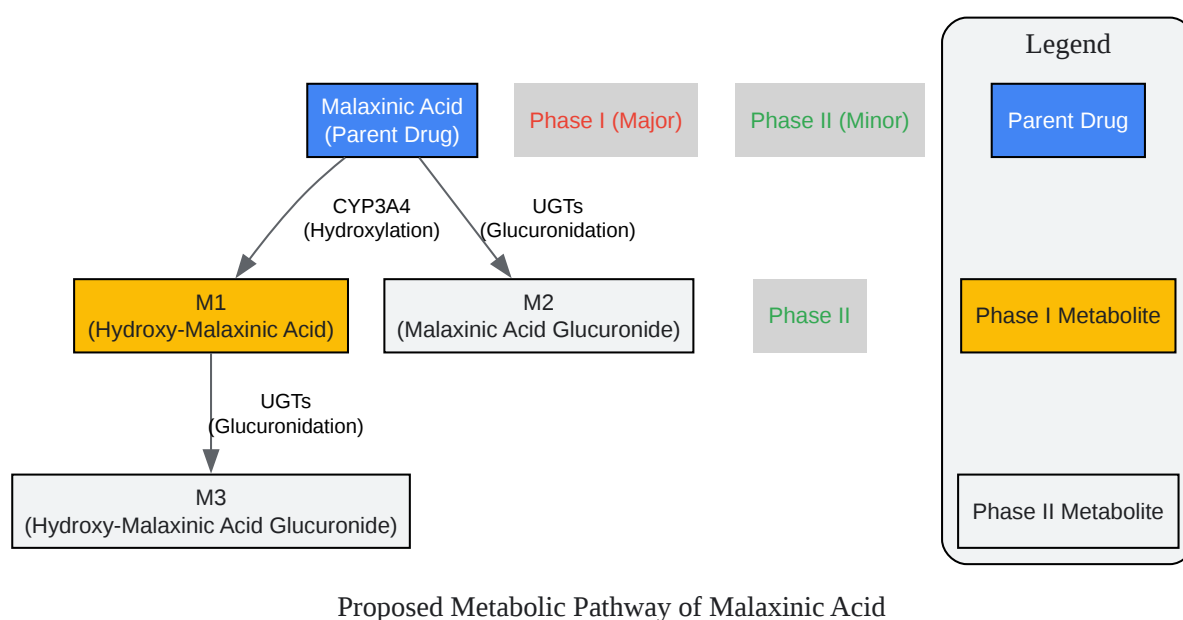 Legend
Malaxinic Acid
(Parent Drug)
Phase I (Major)
Phase II (Minor)
Parent Drug
CYP3A4
(Hydroxylation)
UGTs
(Glucuronidation)
M1
(Hydroxy-Malaxinic Acid)
M2
(Malaxinic Acid Glucuronide)
Phase II
Phase I Metabolite
UGTs
(Glucuronidation)
M3
(Hydroxy-Malaxinic Acid Glucuronide)
Phase II Metabolite
Proposed Metabolic Pathway of Malaxinic Acid